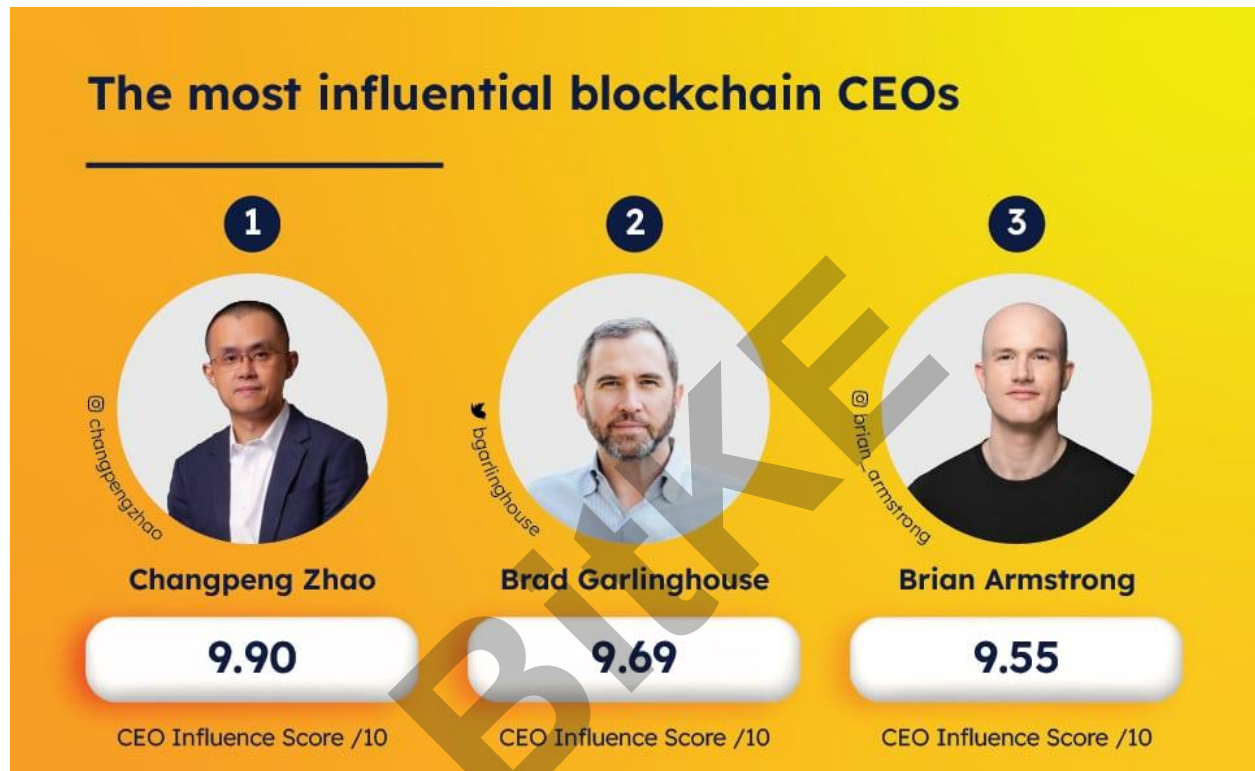 The most influential blockchain CEOs
1
2
3
changpengzhao
bgarlinghouse
brian_armstrong
Changpeng Zhao
Brad Garlinghouse
Brian Armstrong
9.90
9.69
9.55
CEO Influence Score /10
CEO Influence Score /10
CEO Influence Score /10
BitKE